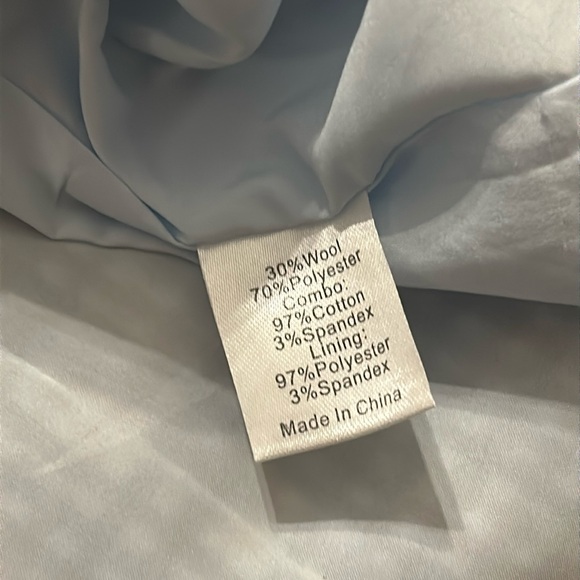 30%Wool
70%Polyester
Combo:
97%Cotton
3%Spandex
Lining:
97%Polyester
3%Spandex
Made In China